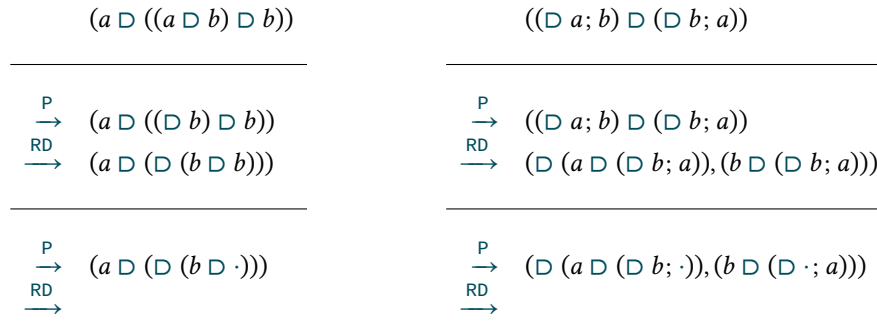 (a ⊃ ((a ⊃ b) ⊃ b))
P → (a ⊃ ((⊃ b) ⊃ b))
RD → (a ⊃ (⊃ (b ⊃ b)))
P → (a ⊃ (⊃ (b ⊃ ·)))
RD →
((⊃ a; b) ⊃ (⊃ b; a))
P → ((⊃ a; b) ⊃ (⊃ b; a))
RD → (⊃ (a ⊃ (⊃ b; a)), (b ⊃ (⊃ b; a)))
P → (⊃ (a ⊃ (⊃ b; ·)), (b ⊃ (⊃ ·; a)))
RD →